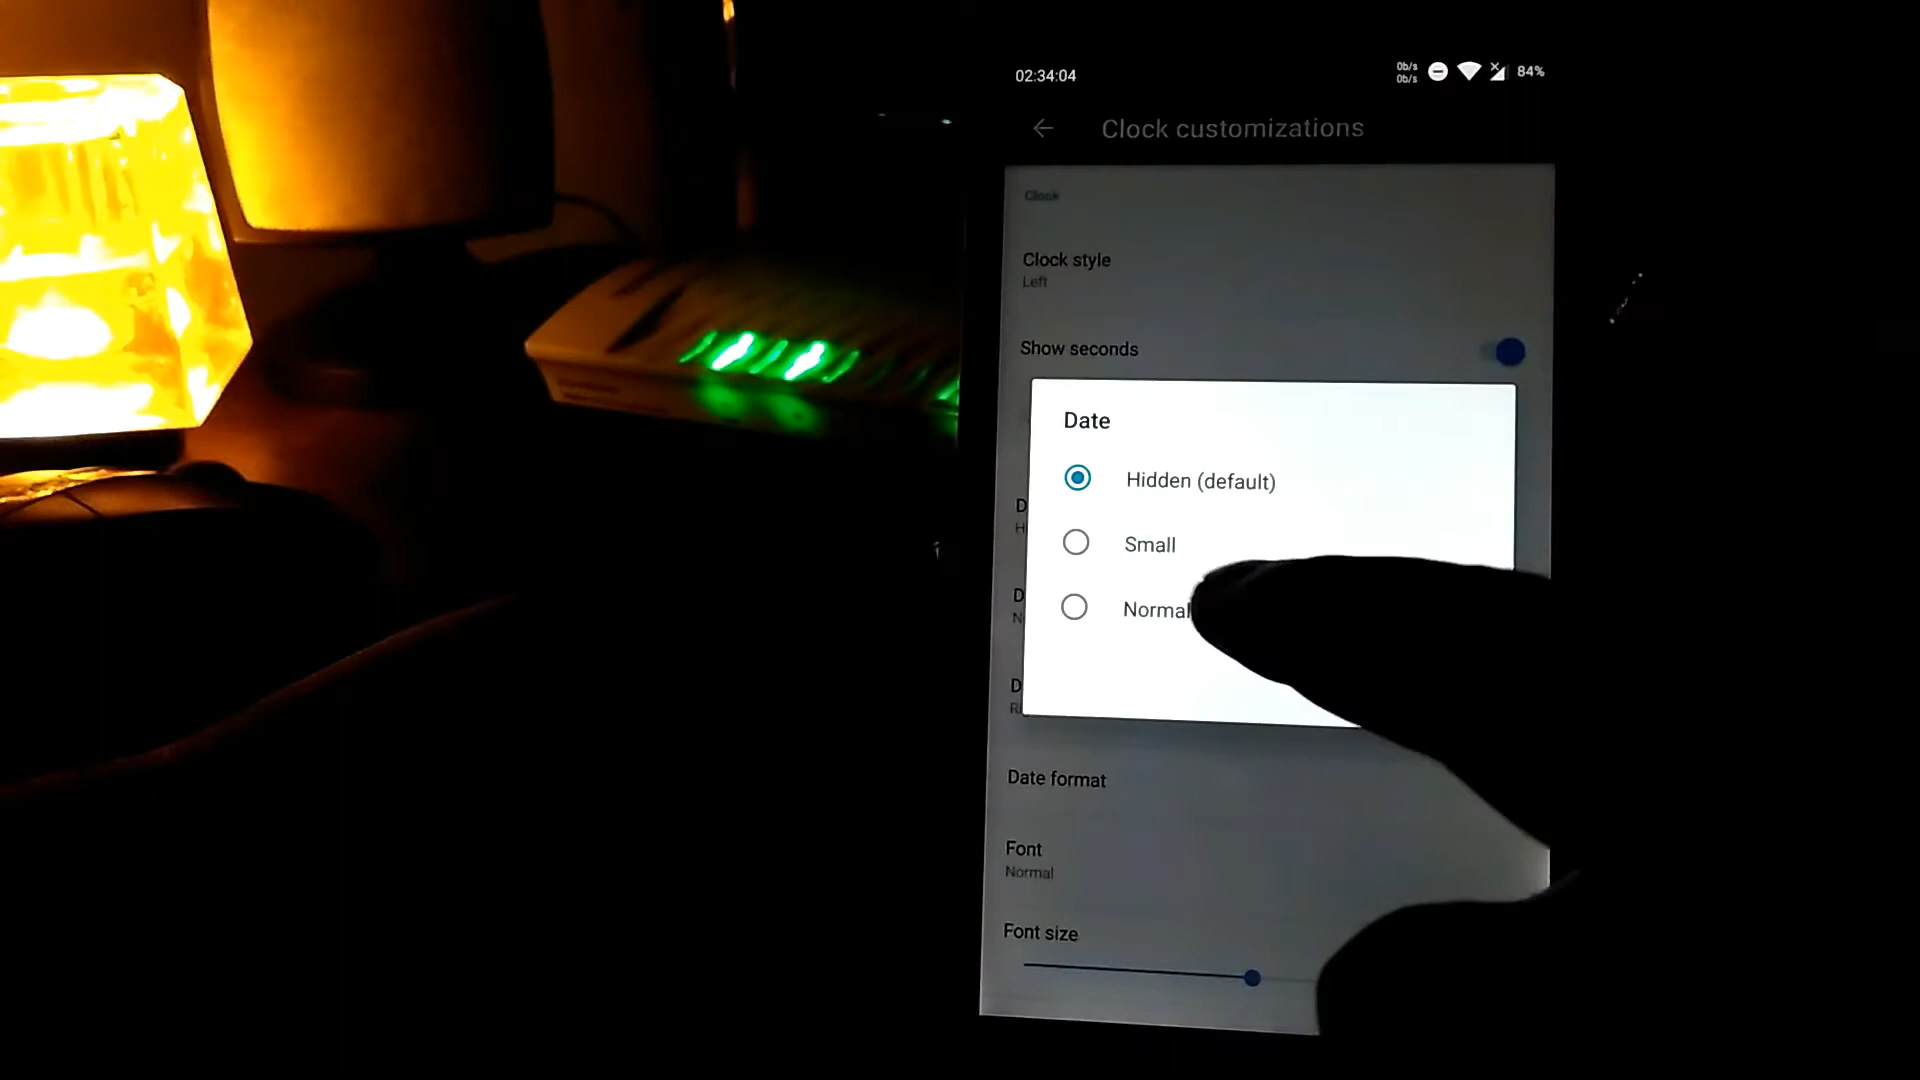 02:34:04
0b/s
0b/s
84%
Clock customizations
Clock
Clock style
Left
Show seconds
Date
Hidden (default)
Small
Normal
Date format
Font
Normal
Font size